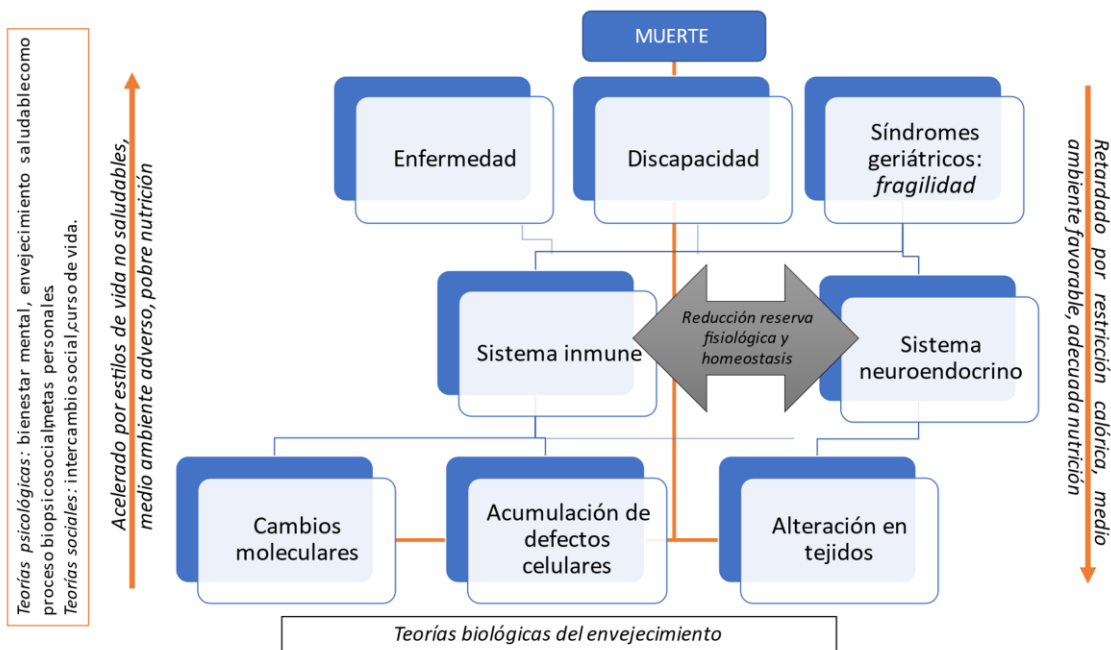 MUERTE
Enfermedad
Discapacidad
Síndromes
geriátricos:
fragilidad
Sistema inmune
Reducción reserva
fisiológica y
homeostasis
Sistema
neuroendocrino
Cambios
moleculares
Acumulación de
defectos
celulares
Alteración en
tejidos
Teorías biológicas del envejecimiento
Teorías psicológicas: bienestar mental, envejecimiento saludablecomo
proceso biopsicosocial,metas personales
Teorías sociales: intercambio social,curso de vida.
Acelerado por estilos de vida no saludables,
medio ambiente adverso, pobre nutrición
Retardado por restricción calórica, medio
ambiente favorable, adecuada nutrición